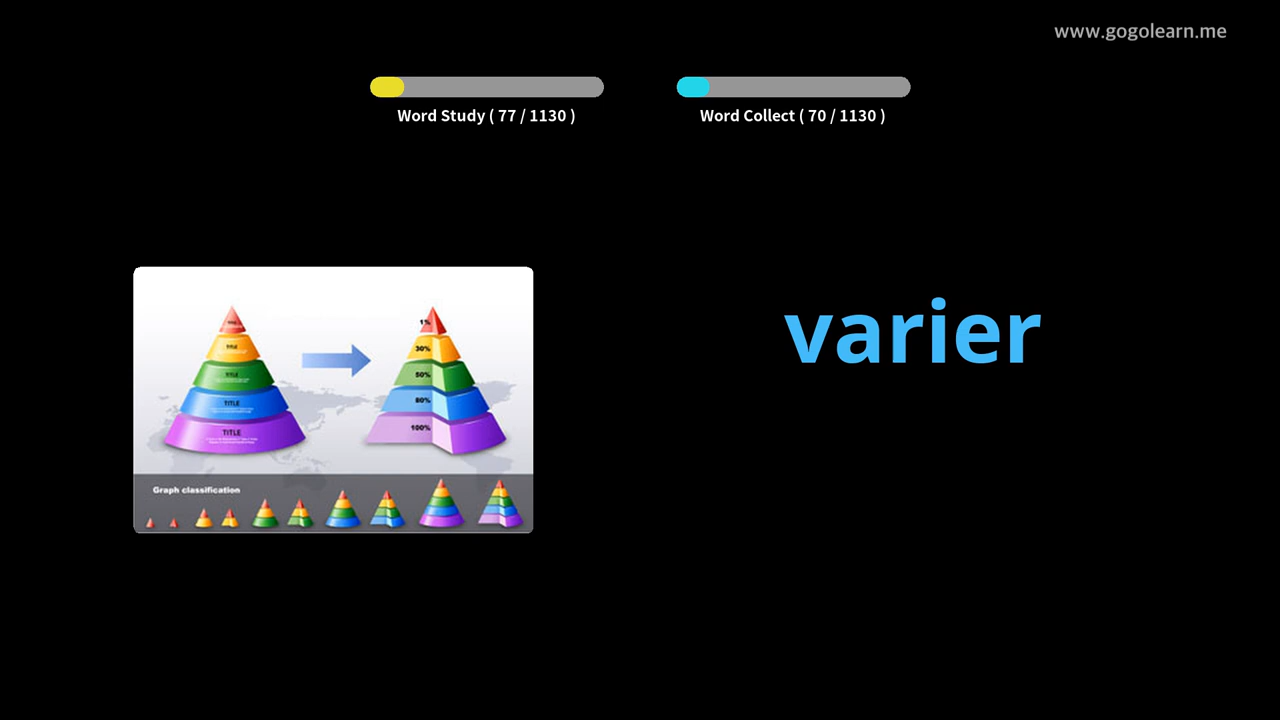 www.gogolearn.me
Word Study ( 77 / 1130 )
Word Collect ( 70 / 1130 )
varier
TITLE
TITLE
TITLE
TITLE
1%
30%
50%
80%
100%
Graph classification